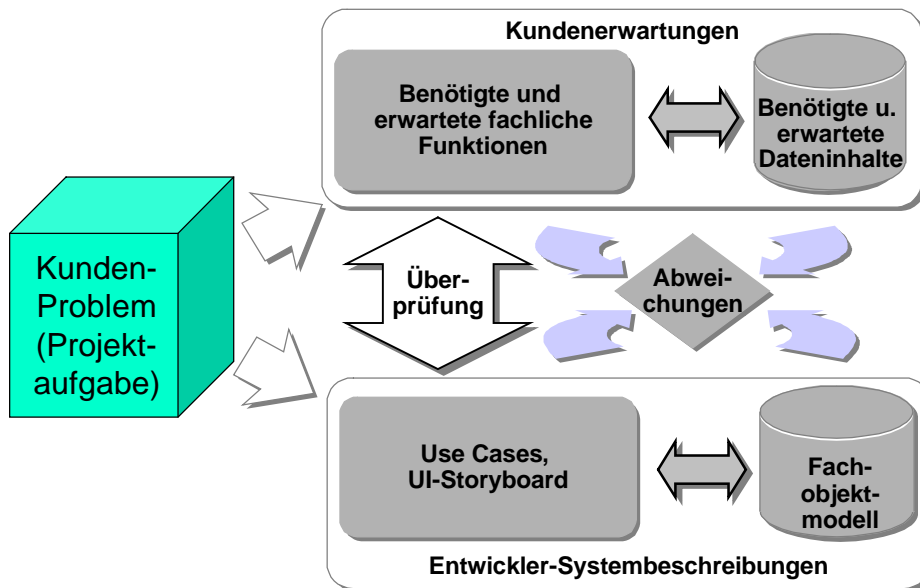 Kundenerwartungen
Benötigte und
erwartete fachliche
Funktionen
Benötigte u.
erwartete
Dateninhalte
Kunden-
Problem
(Projekt-
aufgabe)
Über-
prüfung
Abwei-
chungen
Use Cases,
UI-Storyboard
Fach-
objekt-
modell
Entwickler-Systembeschreibungen